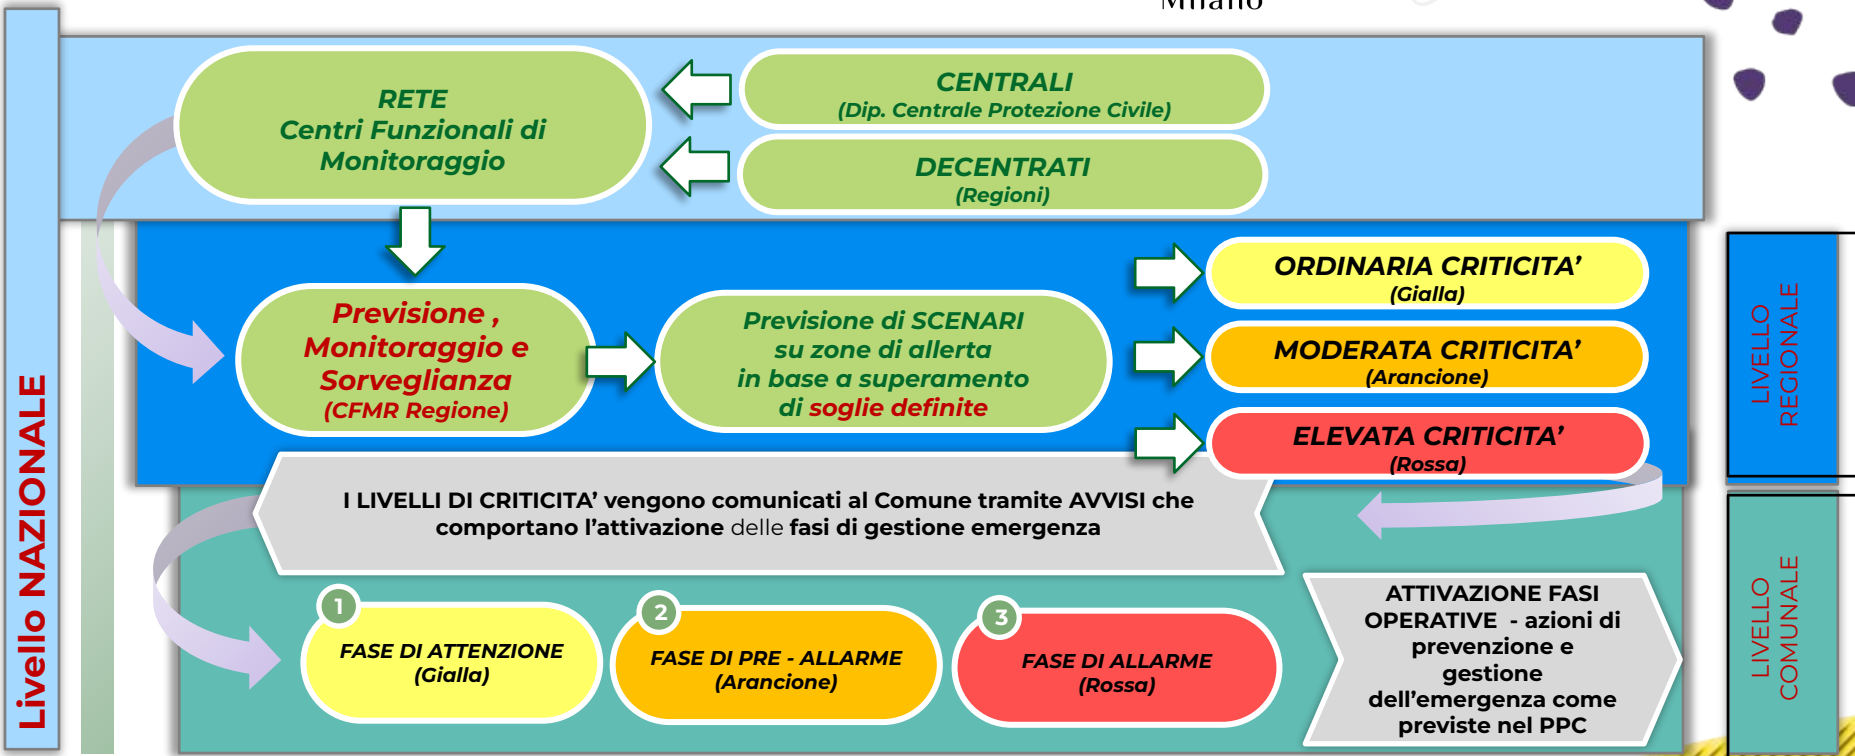 Milano
RETE
Centri Funzionali di
Monitoraggio
CENTRALI
(Dip. Centrale Protezione Civile)
DECENTRATI
(Regioni)
Livello NAZIONALE
Previsione ,
Monitoraggio e
Sorveglianza
(CFMR Regione)
Previsione di SCENARI
su zone di allerta
in base a superamento
di soglie definite
ORDINARIA CRITICITA’
(Gialla)
MODERATA CRITICITA’
(Arancione)
ELEVATA CRITICITA’
(Rossa)
LIVELLO
REGIONALE
I LIVELLI DI CRITICITA’ vengono comunicati al Comune tramite AVVISI che
comportano l’attivazione delle fasi di gestione emergenza
1
FASE DI ATTENZIONE
(Gialla)
2
FASE DI PRE - ALLARME
(Arancione)
3
FASE DI ALLARME
(Rossa)
ATTIVAZIONE FASI
OPERATIVE - azioni di
prevenzione e
gestione
dell’emergenza come
previste nel PPC
LIVELLO
COMUNALE